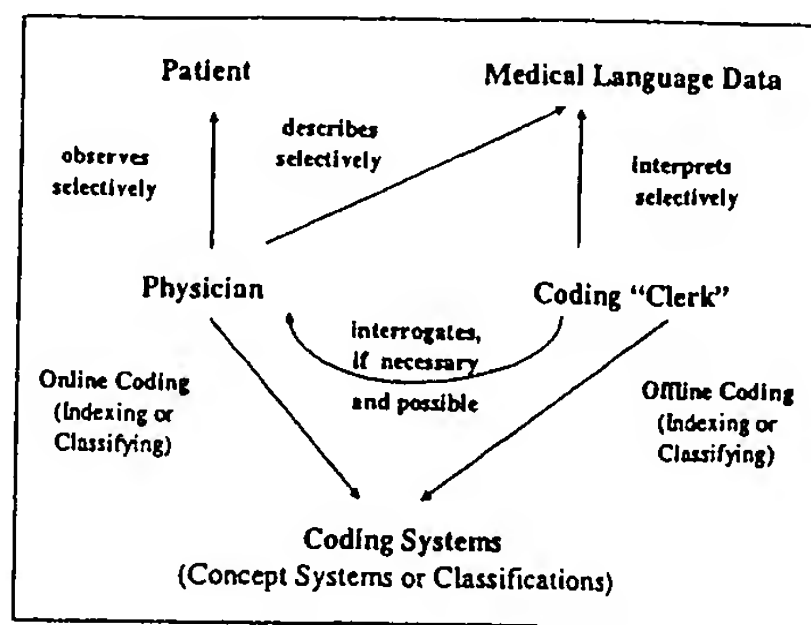 Patient
Medical Language Data
describes
selectively
observes
selectively
interprets
selectively
Physician
Coding “Clerk”
interrogates,
if necessary
and possible
Online Coding
(Indexing or
Classifying)
Offline Coding
(Indexing or
Classifying)
Coding Systems
(Concept Systems or Classifications)